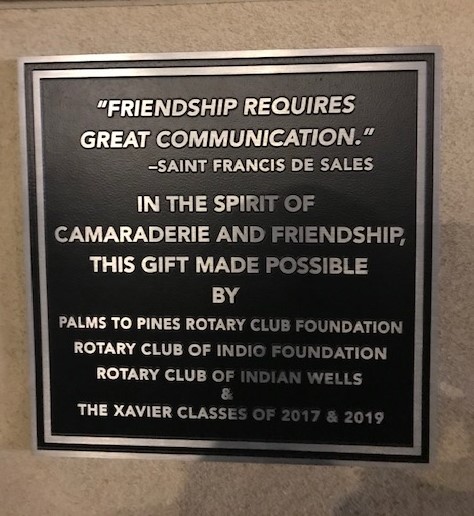 “FRIENDSHIP REQUIRES
GREAT COMMUNICATION.”
–SAINT FRANCIS DE SALES
IN THE SPIRIT OF
CAMARADERIE AND FRIENDSHIP,
THIS GIFT MADE POSSIBLE
BY
PALMS TO PINES ROTARY CLUB FOUNDATION
ROTARY CLUB OF INDIO FOUNDATION
ROTARY CLUB OF INDIAN WELLS
&
THE XAVIER CLASSES OF 2017 & 2019